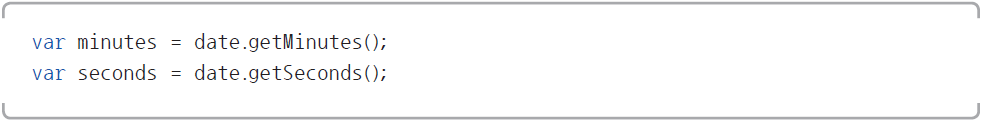 var minutes = date.getMinutes();
var seconds = date.getSeconds();